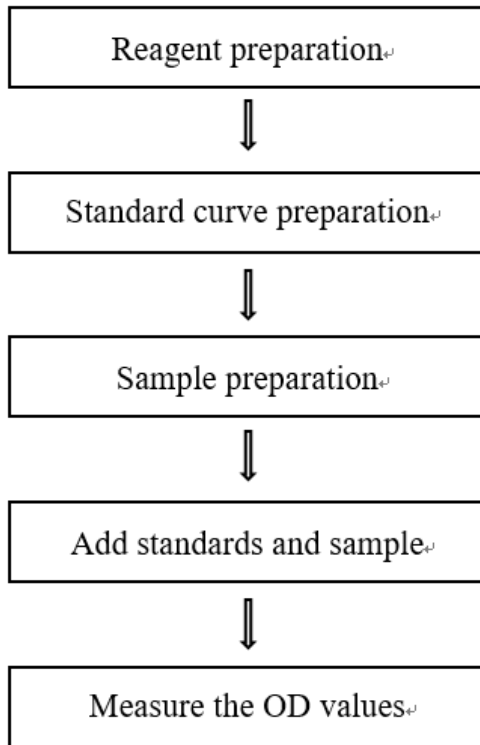 Reagent preparation
Standard curve preparation
Sample preparation
Add standards and sample
Measure the OD values